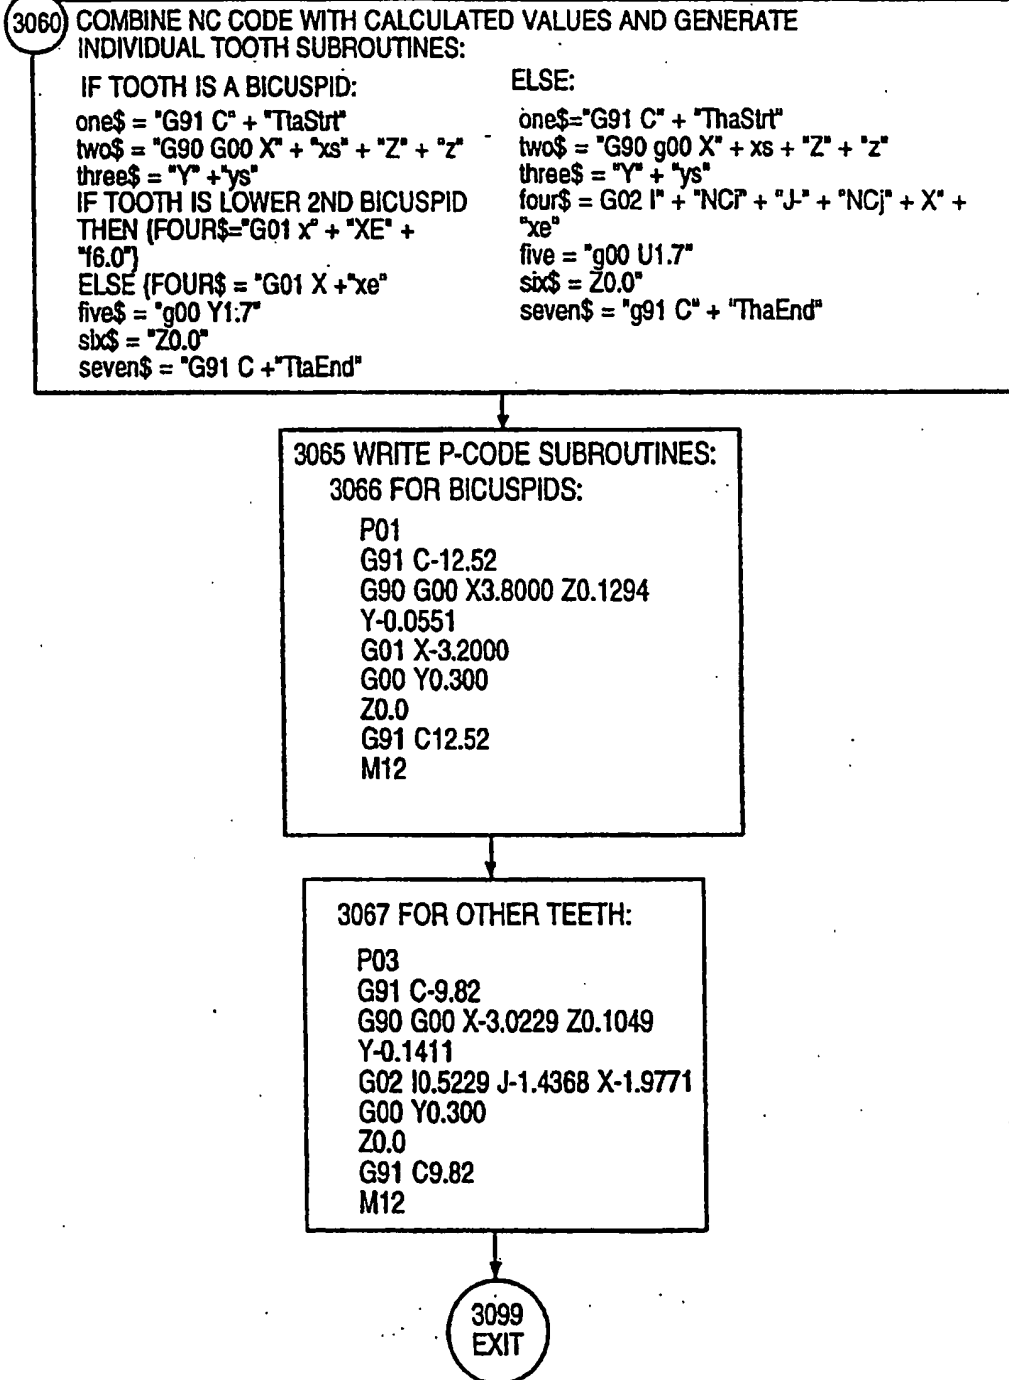 3060 COMBINE NC CODE WITH CALCULATED VALUES AND GENERATE
INDIVIDUAL TOOTH SUBROUTINES:
IF TOOTH IS A BICUSPID:
one$ = "G91 C" + "TtaStrt"
two$ = "G90 G00 X" + "xs" + "Z" + "z"
three$ = "Y" +"ys"
IF TOOTH IS LOWER 2ND BICUSPID
THEN {FOUR$="G01 x" + "XE" +
"f6.0"}
ELSE {FOUR$ = "G01 X +"xe"
five$ = "g00 Y1:7"
six$ = "Z0.0"
seven$ = "G91 C +"TtaEnd"
ELSE:
one$="G91 C" + "ThaStrt"
two$ = "G90 g00 X" + xs + "Z" + "z"
three$ = "Y" + "ys"
four$ = G02 I" + "NCi" + "J-" + "NCj" + X" +
"xe"
five = "g00 U1.7"
six$ = Z0.0"
seven$ = "g91 C" + "ThaEnd"
3065 WRITE P-CODE SUBROUTINES:
3066 FOR BICUSPIDS:
P01
G91 C-12.52
G90 G00 X3.8000 Z0.1294
Y-0.0551
G01 X-3.2000
G00 Y0.300
Z0.0
G91 C12.52
M12
3067 FOR OTHER TEETH:
P03
G91 C-9.82
G90 G00 X-3.0229 Z0.1049
Y-0.1411
G02 I0.5229 J-1.4368 X-1.9771
G00 Y0.300
Z0.0
G91 C9.82
M12
3099
EXIT